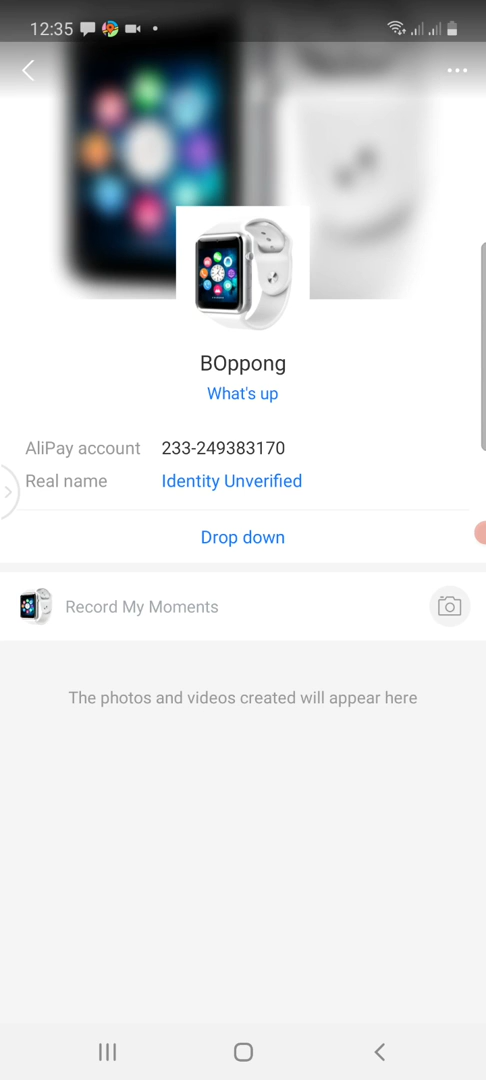 12:35
BOppong
What's up
AliPay account 233-249383170
Real name Identity Unverified
Drop down
Record My Moments
The photos and videos created will appear here